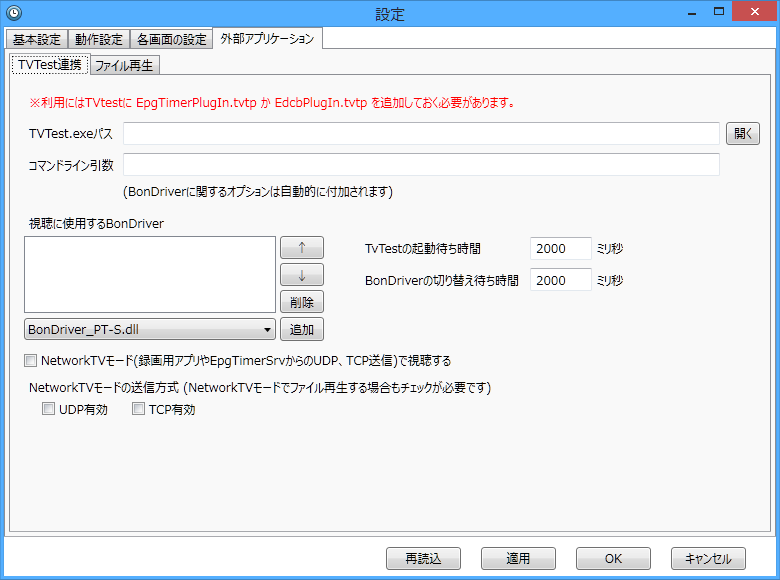 設定
基本設定 動作設定 各画面の設定 外部アプリケーション
TVTest連携 ファイル再生
※利用にはTVtestに EpgTimerPlugIn.tvtp か EdcbPlugIn.tvtp を追加しておく必要があります。
TVTest.exeパス 開く
コマンドライン引数
(BonDriverに関するオプションは自動的に付加されます)
視聴に使用するBonDriver
↑ TvTestの起動待ち時間 2000 ミリ秒
↓ BonDriverの切り替え待ち時間 2000 ミリ秒
削除
BonDriver_PT-S.dll 追加
NetworkTVモード(録画用アプリやEpgTimerSrvからのUDP、TCP送信)で視聴する
NetworkTVモードの送信方式 (NetworkTVモードでファイル再生する場合もチェックが必要です)
UDP有効 TCP有効
再読込 適用 OK キャンセル